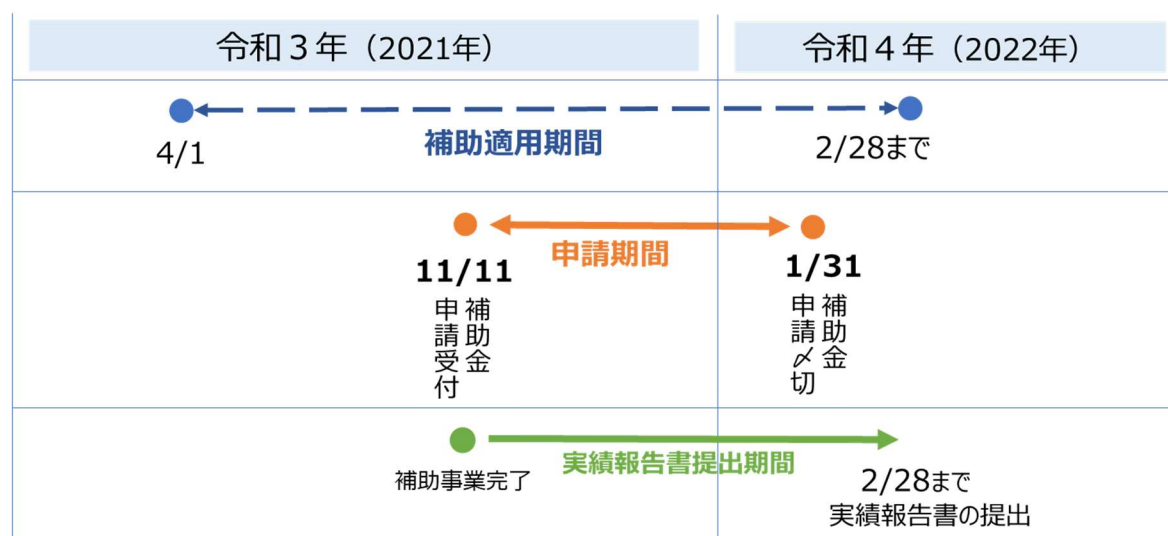 令和３年（2021年）
令和４年（2022年）
4/1
補助適用期間
2/28まで
11/11
補助金
申請受付
申請期間
1/31
補助金
申請〆切
補助事業完了
実績報告書提出期間
2/28まで
実績報告書の提出